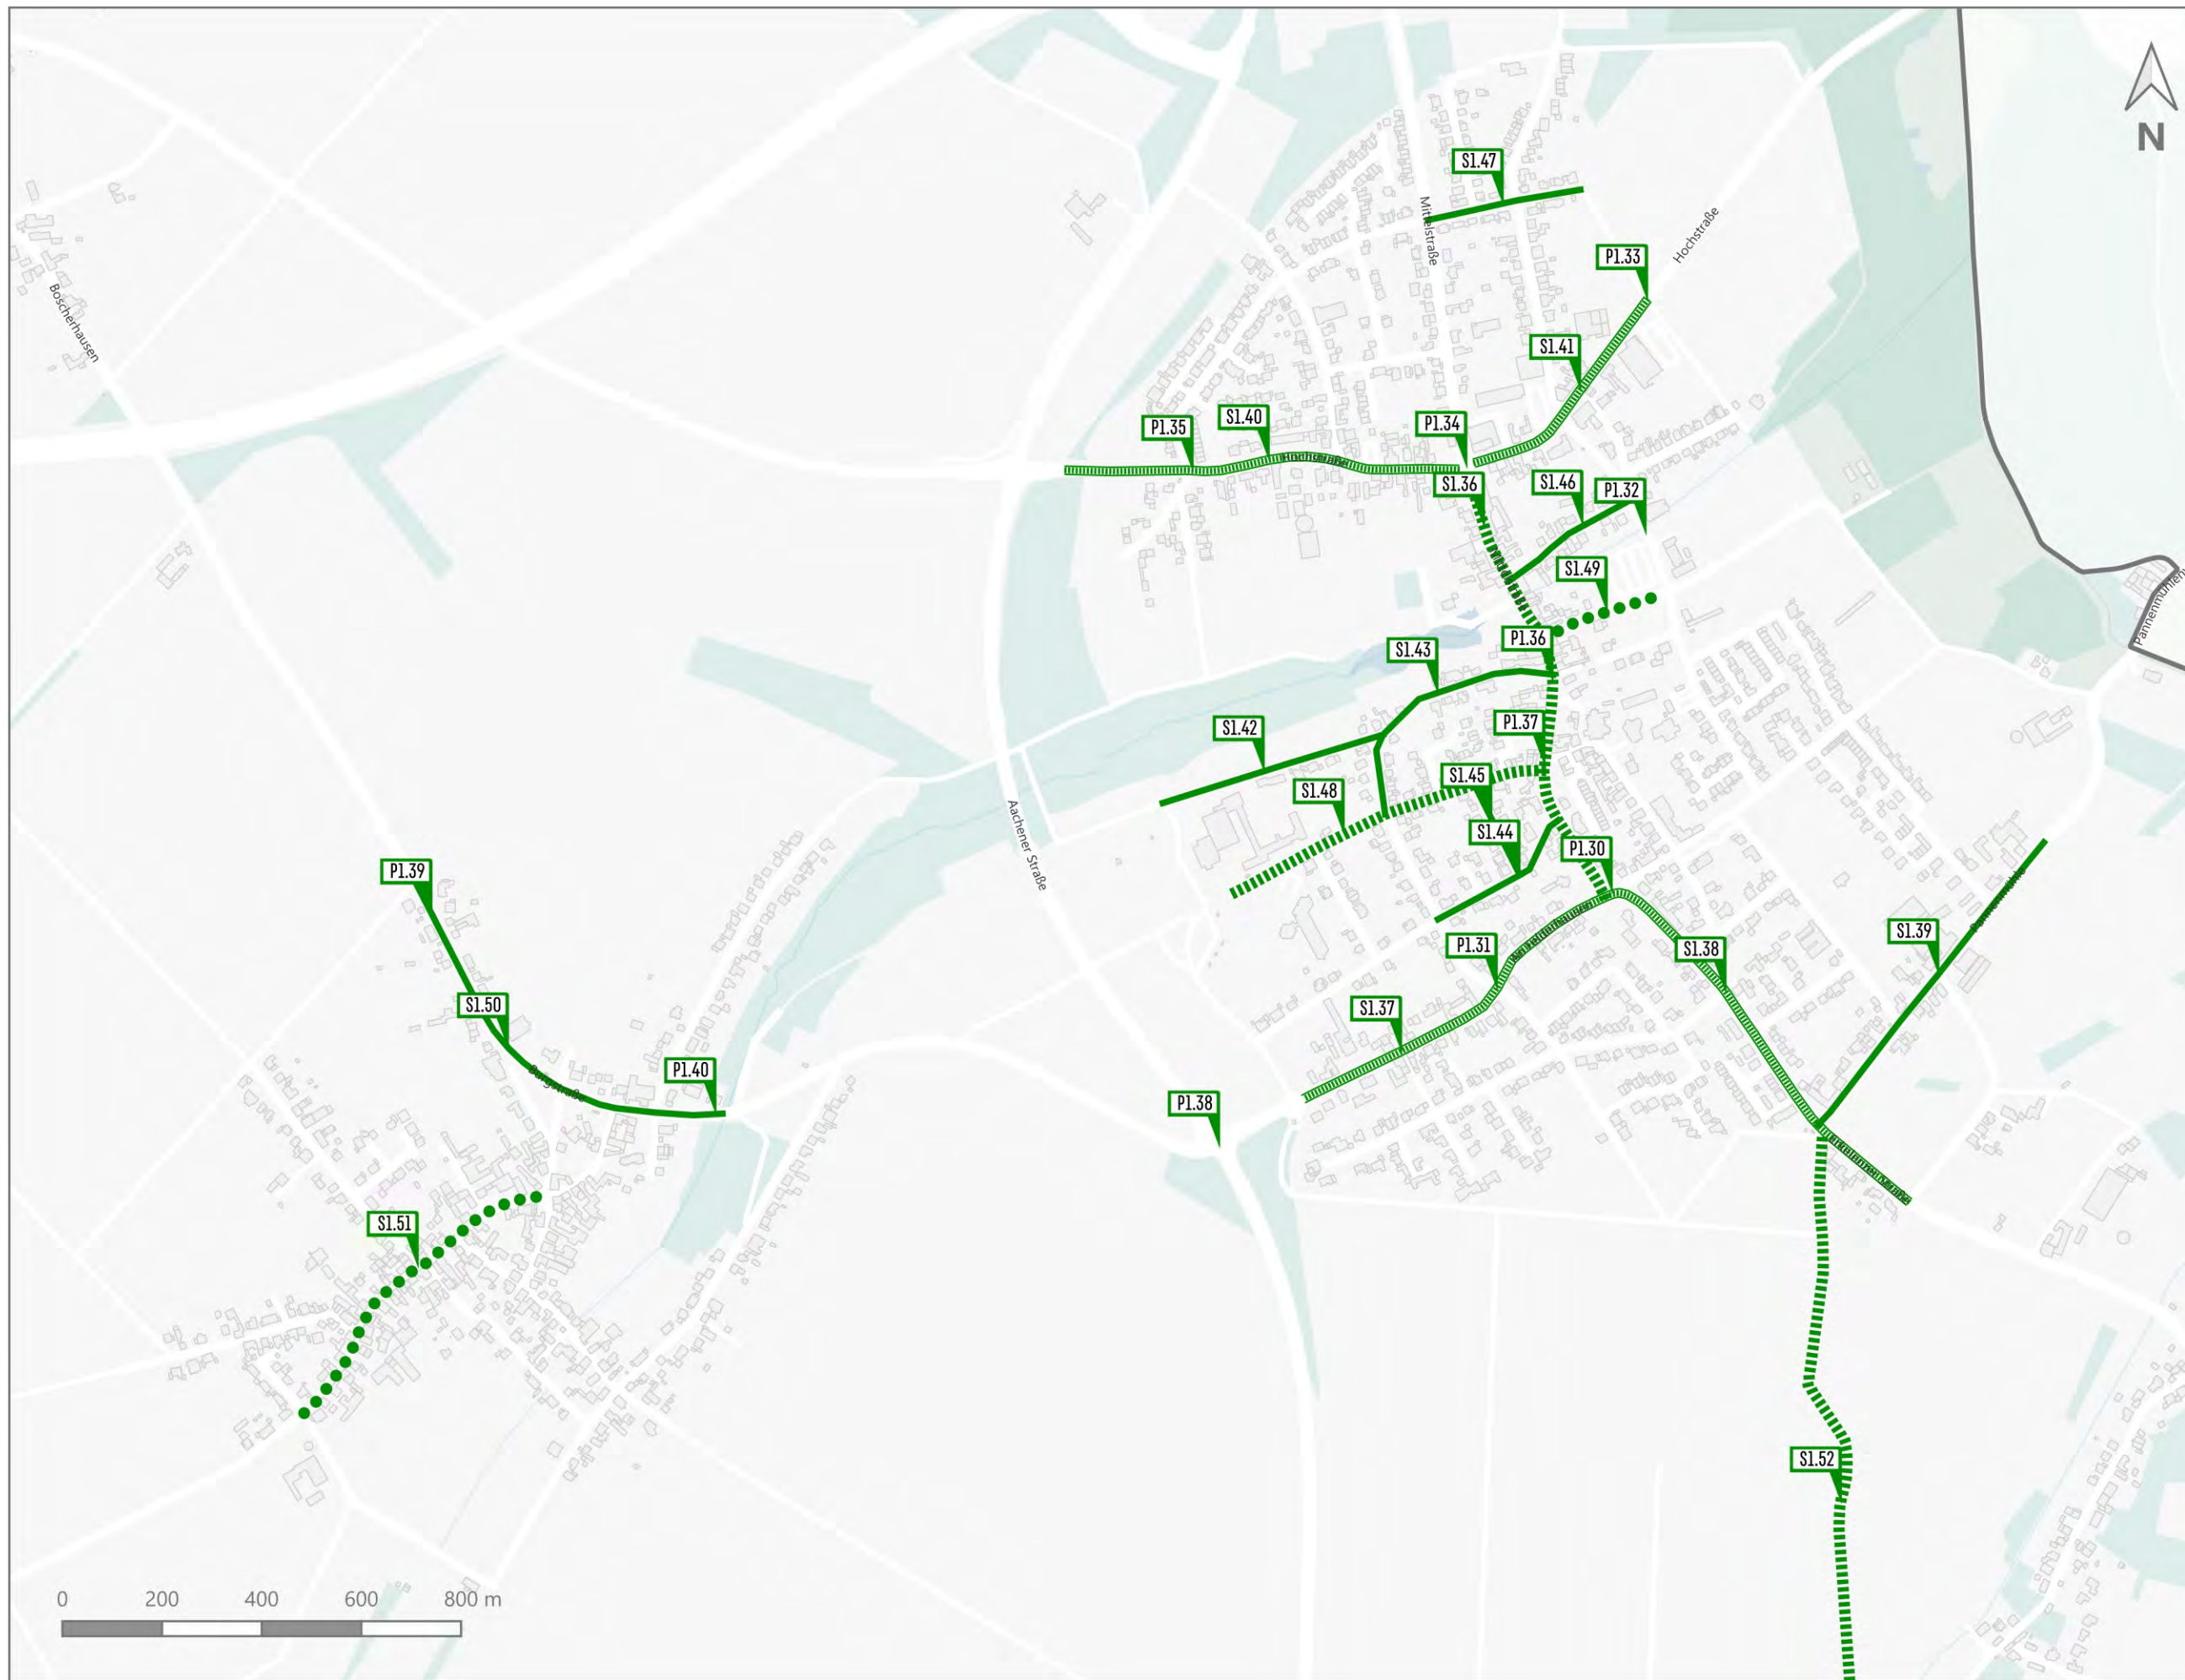 N
S1.47
Mittelstraße
Hochstraße
P1.33
Boscherhausen
S1.41
P1.35
S1.40
P1.34
Hochstraße
S1.36
S1.46
P1.32
S1.49
P1.36
S1.43
S1.42
P1.37
S1.45
S1.48
S1.44
P1.30
Aachener Straße
P1.39
P1.31
S1.38
S1.39
S1.50
S1.37
Burgstraße
P1.40
P1.38
S1.51
S1.52
0 200 400 600 800 m